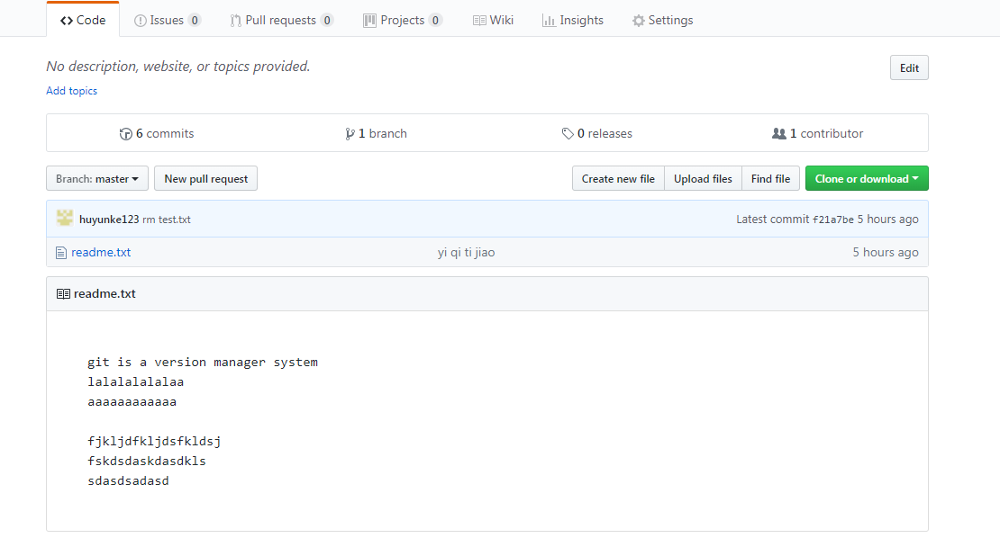 Code Issues 0 Pull requests 0 Projects 0 Wiki Insights Settings
No description, website, or topics provided. Edit
Add topics
6 commits 1 branch 0 releases 1 contributor
Branch: master New pull request Create new file Upload files Find file Clone or download
huyunke123 rm test.txt Latest commit f21a7be 5 hours ago
readme.txt yi qi ti jiao 5 hours ago
readme.txt
git is a version manager system
lalalalalalaa
aaaaaaaaaaaa
fjkljdfkljdsfkldsj
fskdsdaskdasdkls
sdasdsadasd